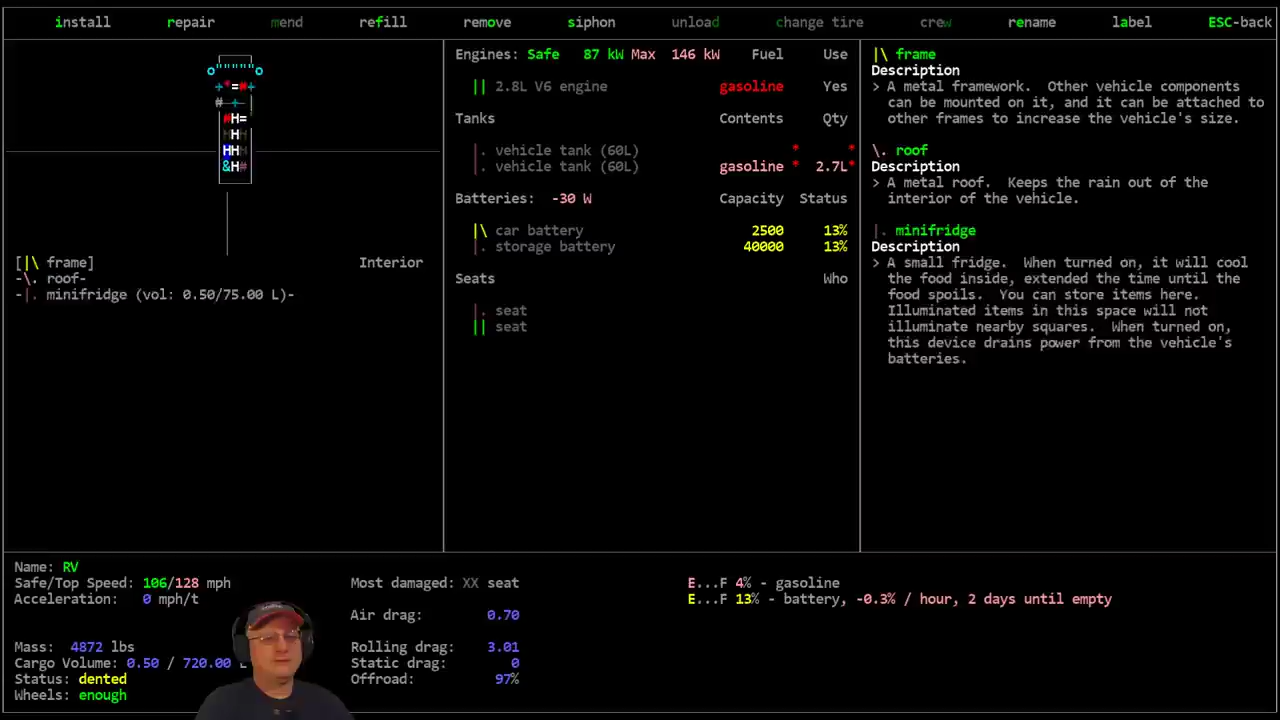 install repair mend refill remove siphon unload change tire crew rename label ESC-back
[|\ frame] Interior
-\. roof-
-|. minifridge (vol: 0.50/75.00 L)-
Engines: Safe 87 kW Max 146 kW Fuel Use
|| 2.8L V6 engine gasoline Yes
Tanks Contents Qty
|. vehicle tank (60L) * *
|. vehicle tank (60L) gasoline * 2.7L*
Batteries: -30 W Capacity Status
|\ car battery 2500 13%
|. storage battery 40000 13%
Seats Who
|. seat
|| seat
|\ frame
Description
> A metal framework. Other vehicle components
can be mounted on it, and it can be attached to
other frames to increase the vehicle's size.
\. roof
Description
> A metal roof. Keeps the rain out of the
interior of the vehicle.
|. minifridge
Description
> A small fridge. When turned on, it will cool
the food inside, extended the time until the
food spoils. You can store items here.
Illuminated items in this space will not
illuminate nearby squares. When turned on,
this device drains power from the vehicle's
batteries.
Name: RV
Safe/Top Speed: 106/128 mph
Acceleration: 0 mph/t
Mass: 4872 lbs
Cargo Volume: 0.50 / 720.00
Status: dented
Wheels: enough
Most damaged: XX seat
Air drag: 0.70
Rolling drag: 3.01
Static drag: 0
Offroad: 97%
E...F 4% - gasoline
E...F 13% - battery, -0.3% / hour, 2 days until empty